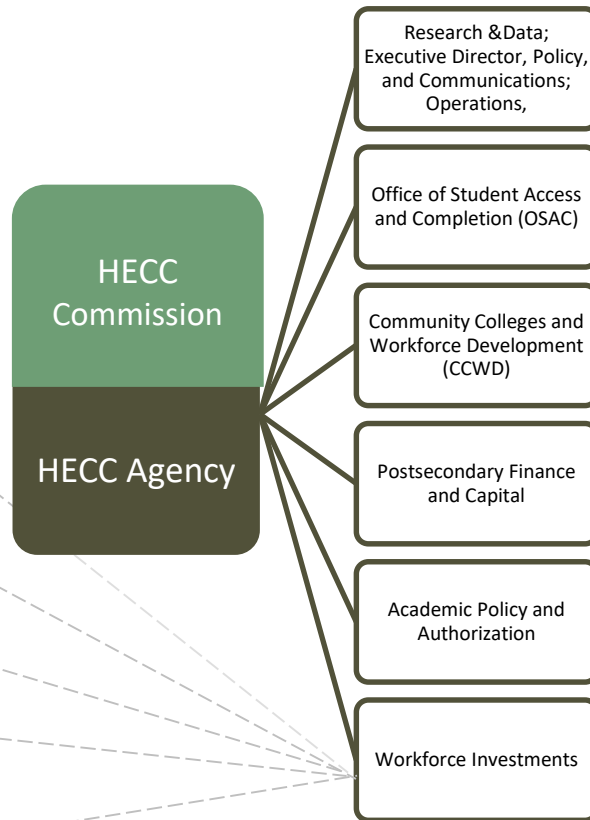 HECC
Commission
HECC Agency
Research &Data;
Executive Director, Policy,
and Communications;
Operations,
Office of Student Access
and Completion (OSAC)
Community Colleges and
Workforce Development
(CCWD)
Postsecondary Finance
and Capital
Academic Policy and
Authorization
Workforce Investments